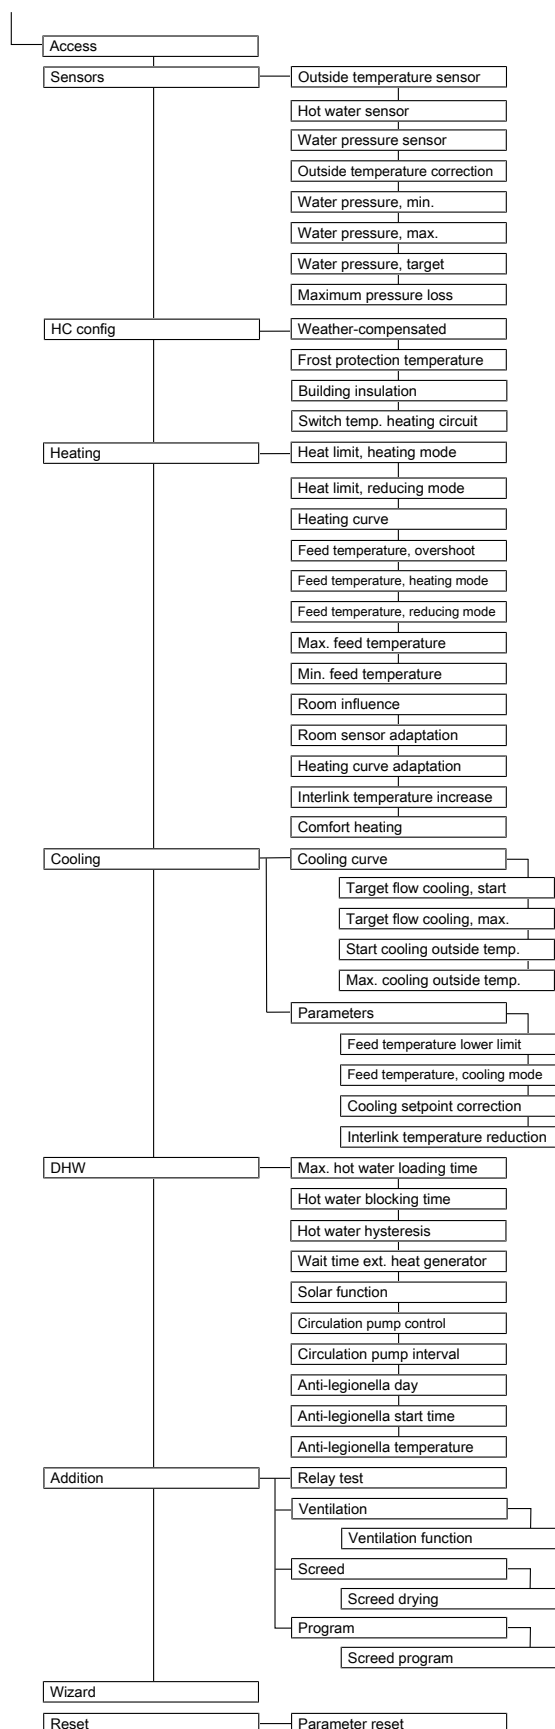 Access
Sensors
Outside temperature sensor
Hot water sensor
Water pressure sensor
Outside temperature correction
Water pressure, min.
Water pressure, max.
Water pressure, target
Maximum pressure loss
HC config
Weather-compensated
Frost protection temperature
Building insulation
Switch temp. heating circuit
Heating
Heat limit, heating mode
Heat limit, reducing mode
Heating curve
Feed temperature, overshoot
Feed temperature, heating mode
Feed temperature, reducing mode
Max. feed temperature
Min. feed temperature
Room influence
Room sensor adaptation
Heating curve adaptation
Interlink temperature increase
Comfort heating
Cooling
Cooling curve
Target flow cooling, start
Target flow cooling, max.
Start cooling outside temp.
Max. cooling outside temp.
Parameters
Feed temperature lower limit
Feed temperature, cooling mode
Cooling setpoint correction
Interlink temperature reduction
DHW
Max. hot water loading time
Hot water blocking time
Hot water hysteresis
Wait time ext. heat generator
Solar function
Circulation pump control
Circulation pump interval
Anti-legionella day
Anti-legionella start time
Anti-legionella temperature
Addition
Relay test
Ventilation
Ventilation function
Screed
Screed drying
Program
Screed program
Wizard
Reset
Parameter reset